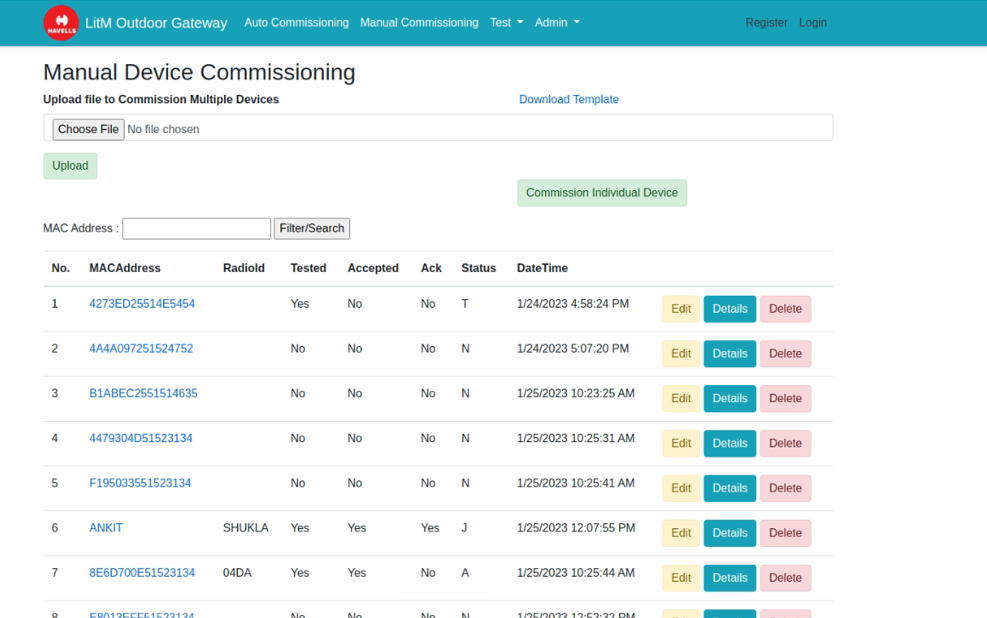 HAVELLS LitM Outdoor Gateway Auto Commissioning Manual Commissioning Test Admin Register Login
Manual Device Commissioning
Upload file to Commission Multiple Devices Download Template
Choose File No file chosen
Upload
Commission Individual Device
MAC Address : Filter/Search
No. MACAddress RadioId Tested Accepted Ack Status DateTime
1 4273ED25514E5454 Yes No No T 1/24/2023 4:58:24 PM Edit Details Delete
2 4A4A097251524752 No No No N 1/24/2023 5:07:20 PM Edit Details Delete
3 B1ABEC2551514635 No No No N 1/25/2023 10:23:25 AM Edit Details Delete
4 4479304D51523134 No No No N 1/25/2023 10:25:31 AM Edit Details Delete
5 F195033551523134 No No No N 1/25/2023 10:25:41 AM Edit Details Delete
6 ANKIT SHUKLA Yes Yes Yes J 1/25/2023 12:07:55 PM Edit Details Delete
7 8E6D700E51523134 04DA Yes Yes No A 1/25/2023 10:25:44 AM Edit Details Delete
8 No No No N 1/25/2023 12:52:32 PM